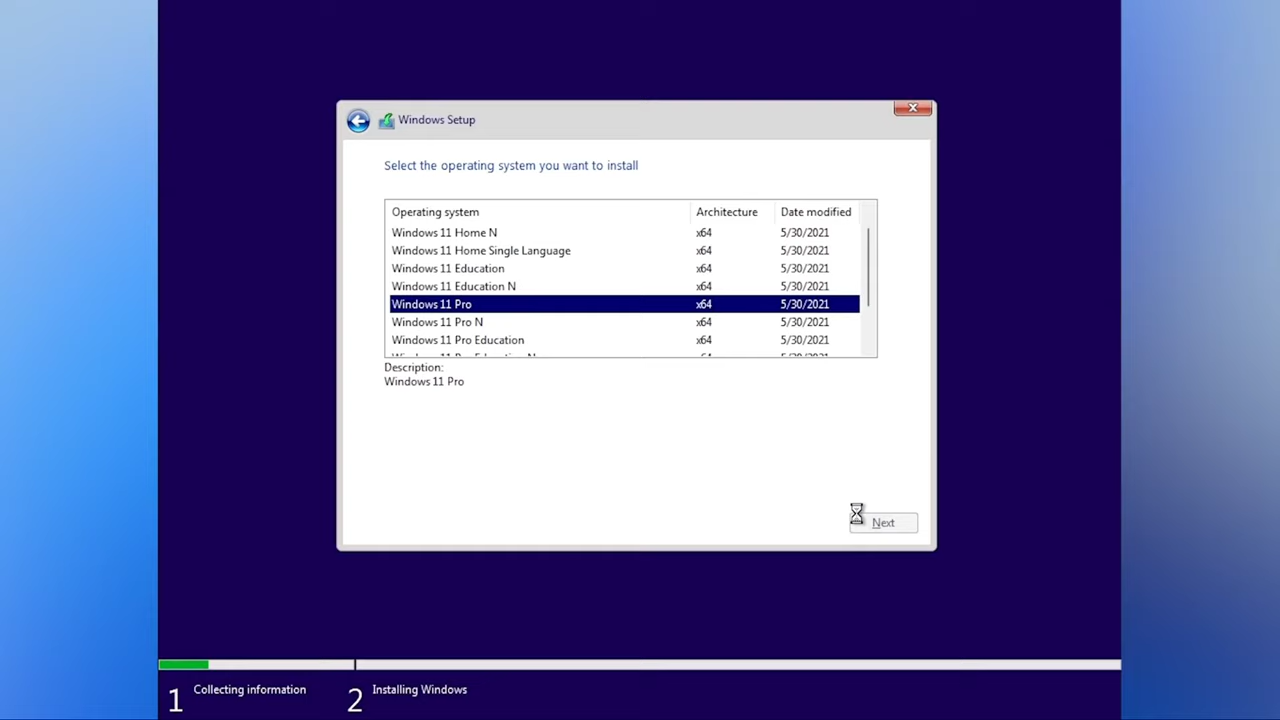 Windows Setup
Select the operating system you want to install
Operating system Architecture Date modified
Windows 11 Home N x64 5/30/2021
Windows 11 Home Single Language x64 5/30/2021
Windows 11 Education x64 5/30/2021
Windows 11 Education N x64 5/30/2021
Windows 11 Pro x64 5/30/2021
Windows 11 Pro N x64 5/30/2021
Windows 11 Pro Education x64 5/30/2021
Description:
Windows 11 Pro
Next
1 Collecting information 2 Installing Windows